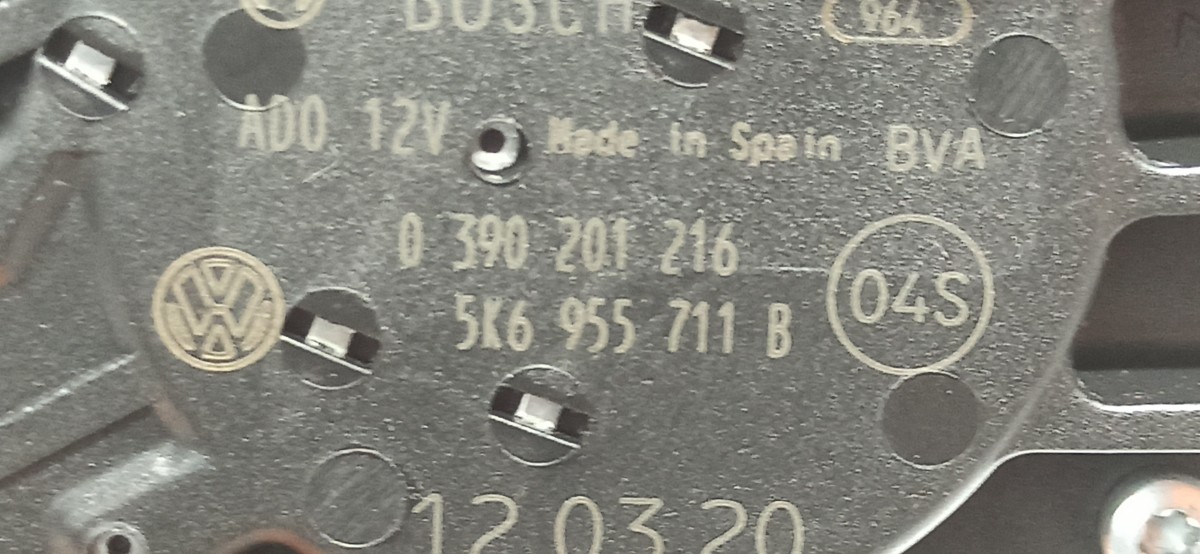 BOSCH
964
ADO 12V Made in Spain BVA
0 390 201 216
04S
5K6 955 711 B
12.03.20